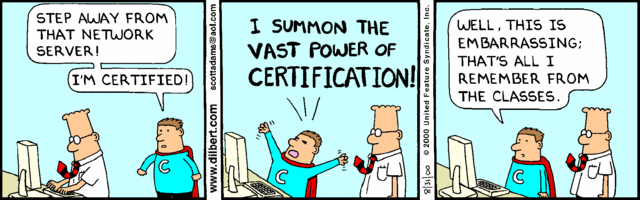 STEP AWAY FROM
THAT NETWORK
SERVER!
I'M CERTIFIED!
C
www.dilbert.com
scottadams@aol.com
I SUMMON THE
VAST POWER OF
CERTIFICATION!
C
8/31/00 © 2000 United Feature Syndicate, Inc.
WELL, THIS IS
EMBARRASSING;
THAT'S ALL I
REMEMBER FROM
THE CLASSES.
C